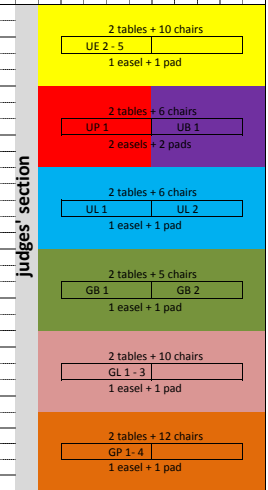 judges' section
2 tables + 10 chairs
UE 2 - 5
1 easel + 1 pad
2 tables + 6 chairs
UP 1 UB 1
2 easels + 2 pads
2 tables + 6 chairs
UL 1 UL 2
1 easel + 1 pad
2 tables + 5 chairs
GB 1 GB 2
1 easel + 1 pad
2 tables + 10 chairs
GL 1 - 3
1 easel + 1 pad
2 tables + 12 chairs
GP 1- 4
1 easel + 1 pad